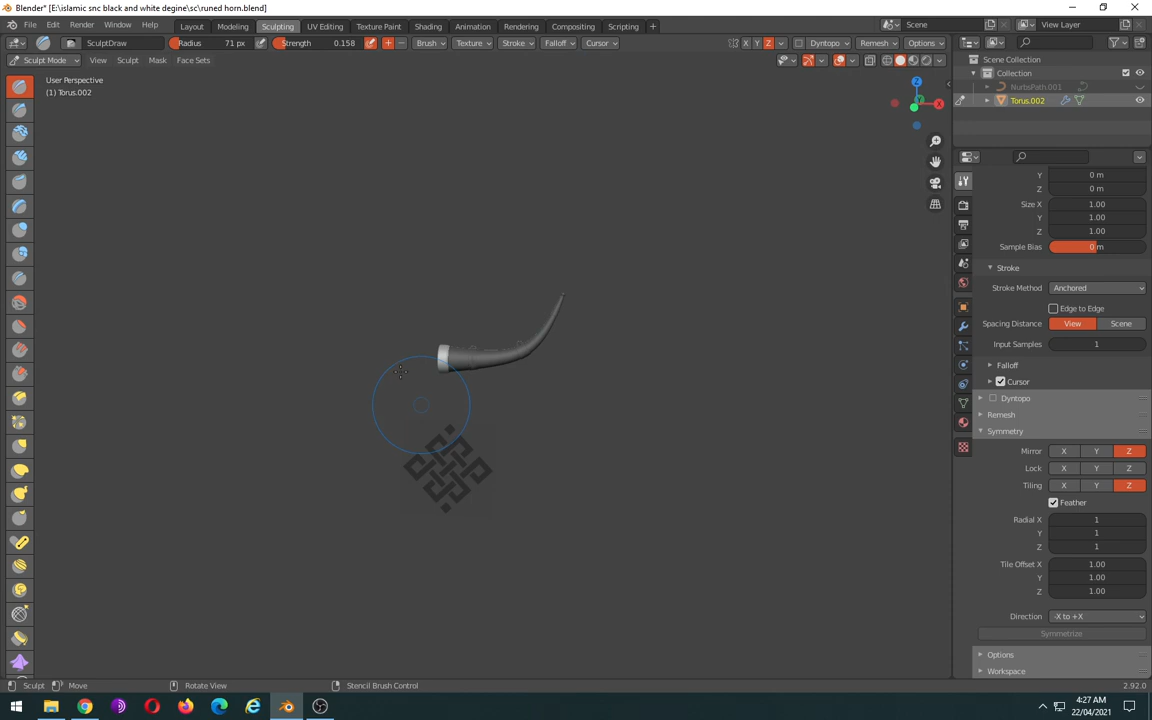 Blender* [E:\islamic snc black and white degine\sc\runed horn.blend]
File Edit Render Window Help Layout Modeling Sculpting UV Editing Texture Paint Shading Animation Rendering Compositing Scripting + Scene View Layer
SculptDraw Radius 71 px Strength 0.158 Brush Texture Stroke Falloff Cursor X Y Z Dyntopo Remesh Options
Sculpt Mode View Sculpt Mask Face Sets
Scene Collection
Collection
NurbsPath.001
Torus.002
User Perspective
(1) Torus.002
Z
X
Y
Y 0 m
Z 0 m
Size X 1.00
Y 1.00
Z 1.00
Sample Bias 0 m
Stroke
Stroke Method Anchored
Edge to Edge
Spacing Distance View Scene
Input Samples 1
Falloff
Cursor
Dyntopo
Remesh
Symmetry
Mirror X Y Z
Lock X Y Z
Tiling X Y Z
Feather
Radial X 1
Y 1
Z 1
Tile Offset X 1.00
Y 1.00
Z 1.00
Direction -X to +X
Symmetrize
Options
Workspace
Sculpt Move Rotate View Stencil Brush Control 2.92.0
4:27 AM
22/04/2021